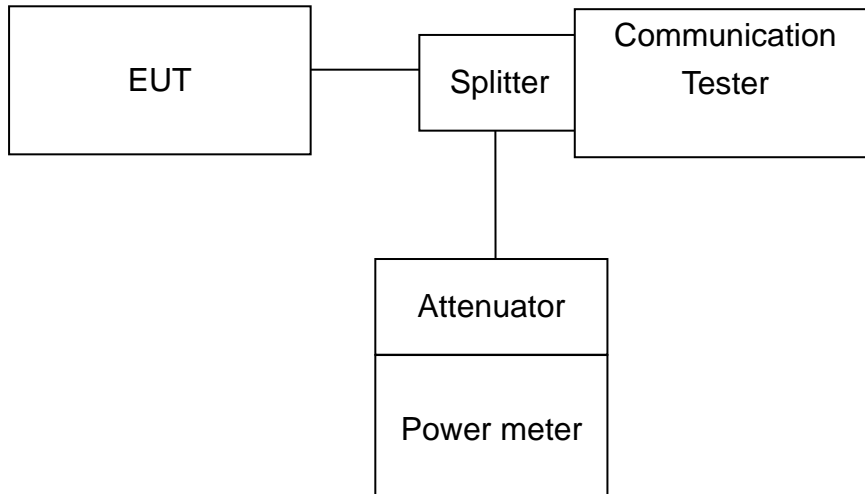 EUT
Splitter
Communication
Tester
Attenuator
Power meter